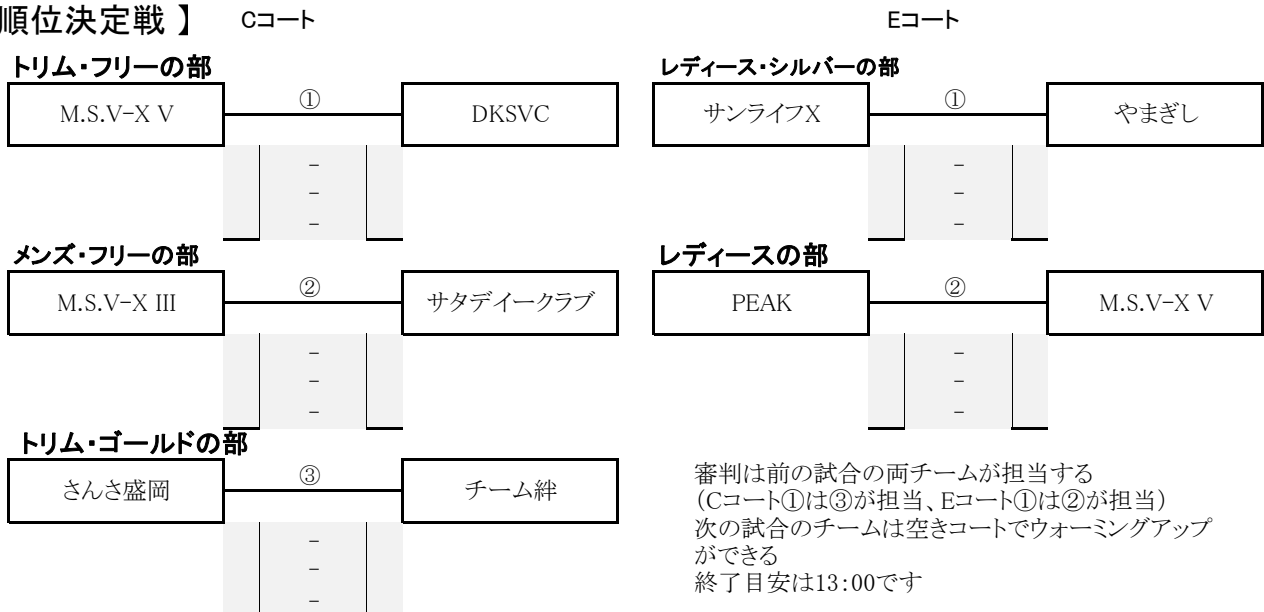 順位決定戦 】
Cコート
トリム・フリーの部
M.S.V-X V
①
DKSVC
-
-
-
メンズ・フリーの部
M.S.V-X III
②
サタデイークラブ
-
-
-
トリム・ゴールドの部
さんさ盛岡
③
チーム絆
-
-
-
Eコート
レディース・シルバーの部
サンライフX
①
やまぎし
-
-
-
レディースの部
PEAK
②
M.S.V-X V
-
-
-
審判は前の試合の両チームが担当する
（Cコート①は③が担当、Eコート①は②が担当）
次の試合のチームは空きコートでウォーミングアップ
ができる
終了目安は13:00です